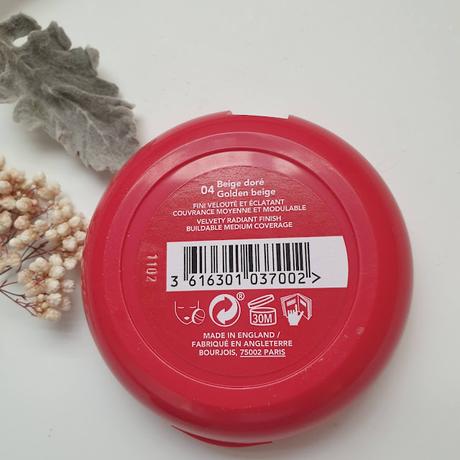 04 Beige doré
Golden beige
FINI VELOUTÉ ET ÉCLATANT
COUVRANCE MOYENNE ET MODULABLE
VELVETY RADIANT FINISH
BUILDABLE MEDIUM COVERAGE
3 616301 037002 >
1102
®
30M
MADE IN ENGLAND /
FABRIQUÉ EN ANGLETERRE
BOURJOIS, 75002 PARIS